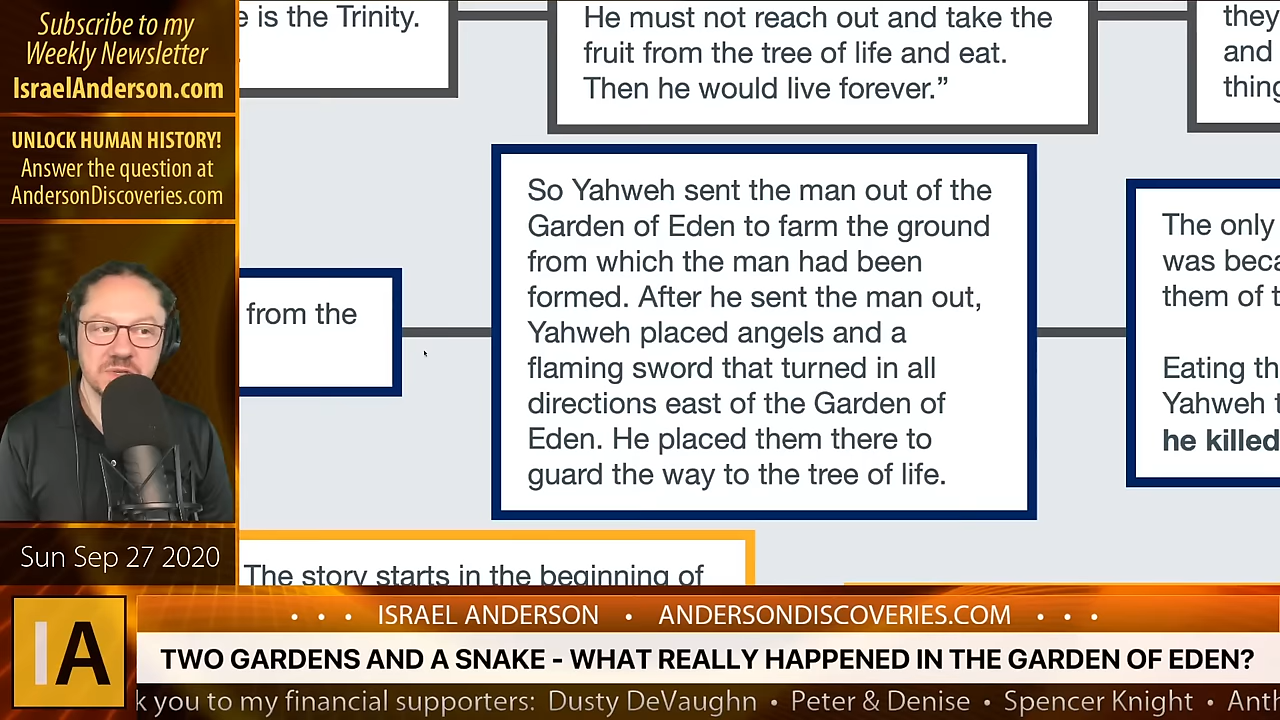 Subscribe to my
Weekly Newsletter
IsraelAnderson.com
UNLOCK HUMAN HISTORY!
Answer the question at
AndersonDiscoveries.com
Sun Sep 27 2020
e is the Trinity.
He must not reach out and take the
fruit from the tree of life and eat.
Then he would live forever.”
they
and
thing
from the
So Yahweh sent the man out of the
Garden of Eden to farm the ground
from which the man had been
formed. After he sent the man out,
Yahweh placed angels and a
flaming sword that turned in all
directions east of the Garden of
Eden. He placed them there to
guard the way to the tree of life.
The only
was beca
them of t
Eating th
Yahweh t
he killed
The story starts in the beginning of
IA
• • • ISRAEL ANDERSON • ANDERSONDISCOVERIES.COM • • •
TWO GARDENS AND A SNAKE - WHAT REALLY HAPPENED IN THE GARDEN OF EDEN?
k you to my financial supporters: Dusty DeVaughn • Peter & Denise • Spencer Knight • Anth